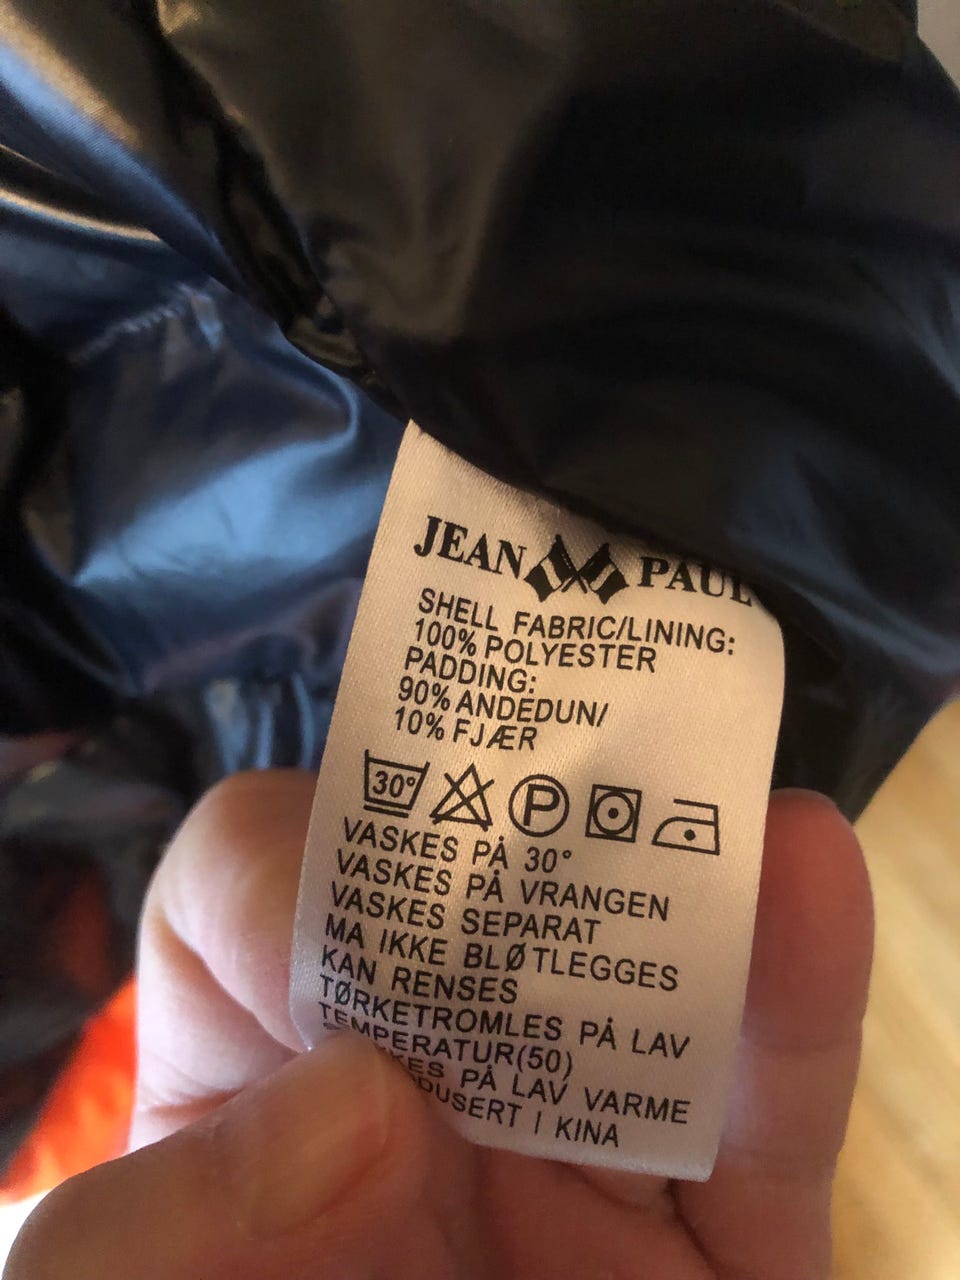 JEAN PAUL
SHELL FABRIC/LINING:
100% POLYESTER
PADDING:
90% ANDEDUN/
10% FJÆR
30° P
VASKES PÅ 30°
VASKES PÅ VRANGEN
VASKES SEPARAT
MA IKKE BLØTLEGGES
KAN RENSES
TØRKETROMLES PÅ LAV
TEMPERATUR(50)
PÅ LAV VARME
I KINA